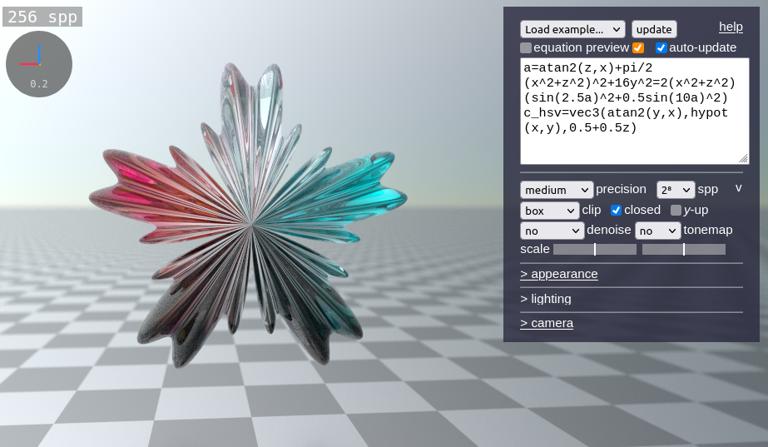 256 spp
0.2
Load example... update help
equation preview auto-update
a=atan2(z,x)+pi/2
(x^2+z^2)^2+16y^2=2(x^2+z^2)
(sin(2.5a)^2+0.5sin(10a)^2)
c_hsv=vec3(atan2(y,x),hypot
(x,y),0.5+0.5z)
medium precision 2⁸ spp v
box clip closed y-up
no denoise no tonemap
scale
> appearance
> lighting
> camera